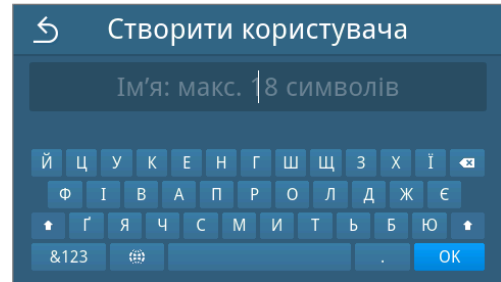 Створити користувача
Ім’я: макс. 18 символів
Й Ц У К Е Н Г Ш Щ З Х Ї
Ф І В А П Р О Л Д Ж Є
Ґ Я Ч С М И Т Ь Б Ю
&123 . OK